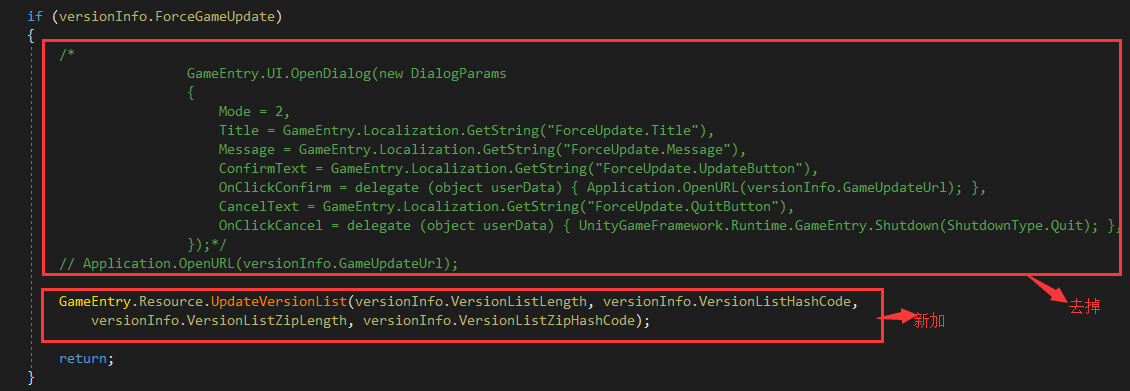 if (versionInfo.ForceGameUpdate)
{
/*
GameEntry.UI.OpenDialog(new DialogParams
{
Mode = 2,
Title = GameEntry.Localization.GetString("ForceUpdate.Title"),
Message = GameEntry.Localization.GetString("ForceUpdate.Message"),
ConfirmText = GameEntry.Localization.GetString("ForceUpdate.UpdateButton"),
OnClickConfirm = delegate (object userData) { Application.OpenURL(versionInfo.GameUpdateUrl); },
CancelText = GameEntry.Localization.GetString("ForceUpdate.QuitButton"),
OnClickCancel = delegate (object userData) { UnityGameFramework.Runtime.GameEntry.Shutdown(ShutdownType.Quit); },
});*/
// Application.OpenURL(versionInfo.GameUpdateUrl);
去掉
GameEntry.Resource.UpdateVersionList(versionInfo.VersionListLength, versionInfo.VersionListHashCode,
versionInfo.VersionListZipLength, versionInfo.VersionListZipHashCode);
新加
return;
}